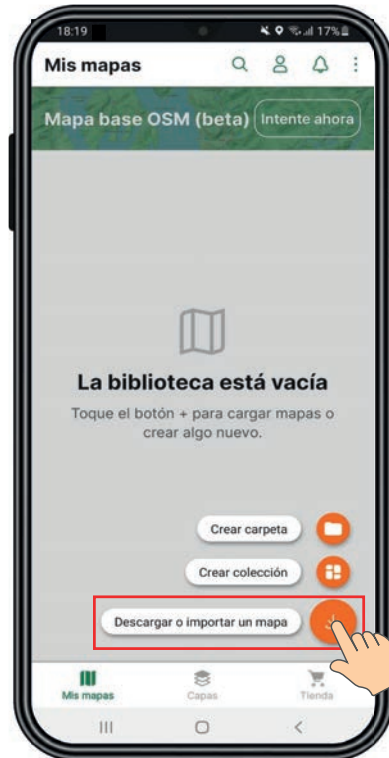 18:19
17%
Mis mapas
Mapa base OSM (beta)
Intente ahora
La biblioteca está vacía
Toque el botón + para cargar mapas o
crear algo nuevo.
Crear carpeta
Crear colección
Descargar o importar un mapa
Mis mapas
Capas
Tienda